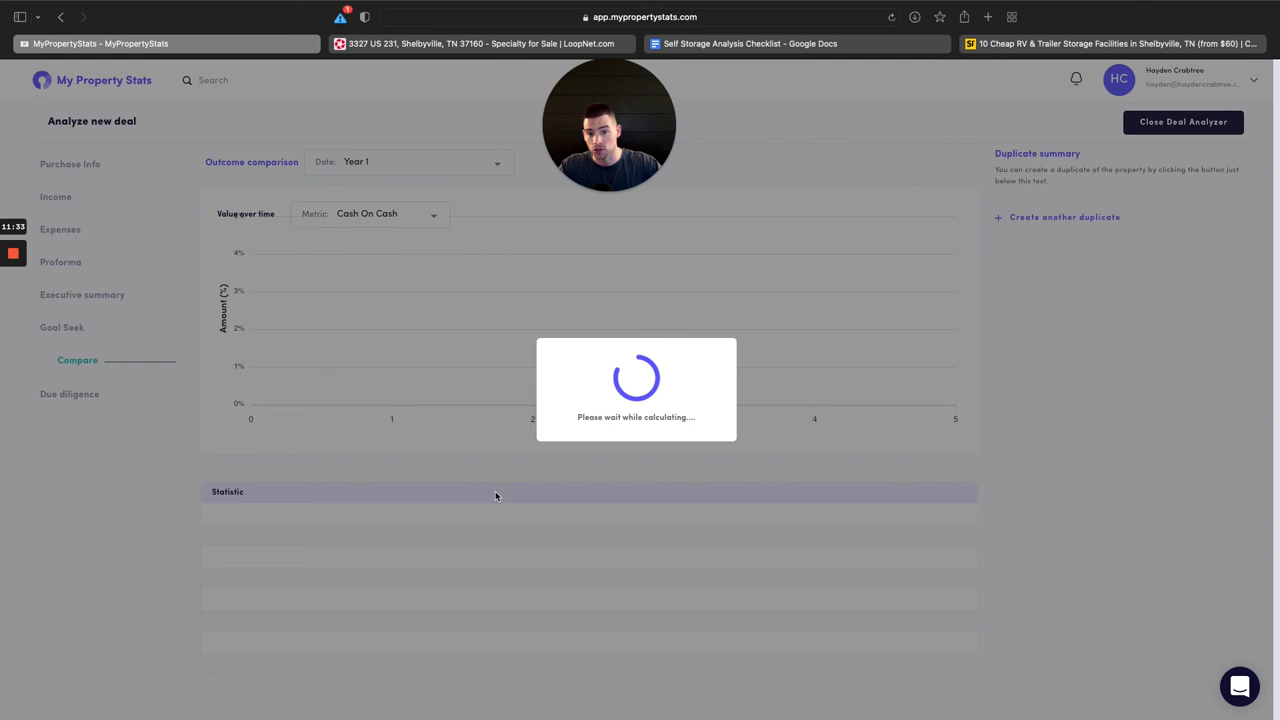 1
app.mypropertystats.com
MyPropertyStats - MyPropertyStats
3327 US 231, Shelbyville, TN 37160 - Specialty for Sale | LoopNet.com
Self Storage Analysis Checklist - Google Docs
SF
10 Cheap RV & Trailer Storage Facilities in Shelbyville, TN (from $60) | C...
My Property Stats
Search
HC
Hayden Crabtree
hayden@haydencrabtree.c...
Analyze new deal
Close Deal Analyzer
Purchase Info
Income
Expenses
Proforma
Executive summary
Goal Seek
Compare
Due diligence
11:33
Outcome comparison
Date: Year 1
Value over time
Metric: Cash On Cash
4%
3%
2%
1%
0%
Amount (%)
0
1
2
4
5
Please wait while calculating....
Statistic
Duplicate summary
You can create a duplicate of the property by clicking the button just
below this text.
+ Create another duplicate